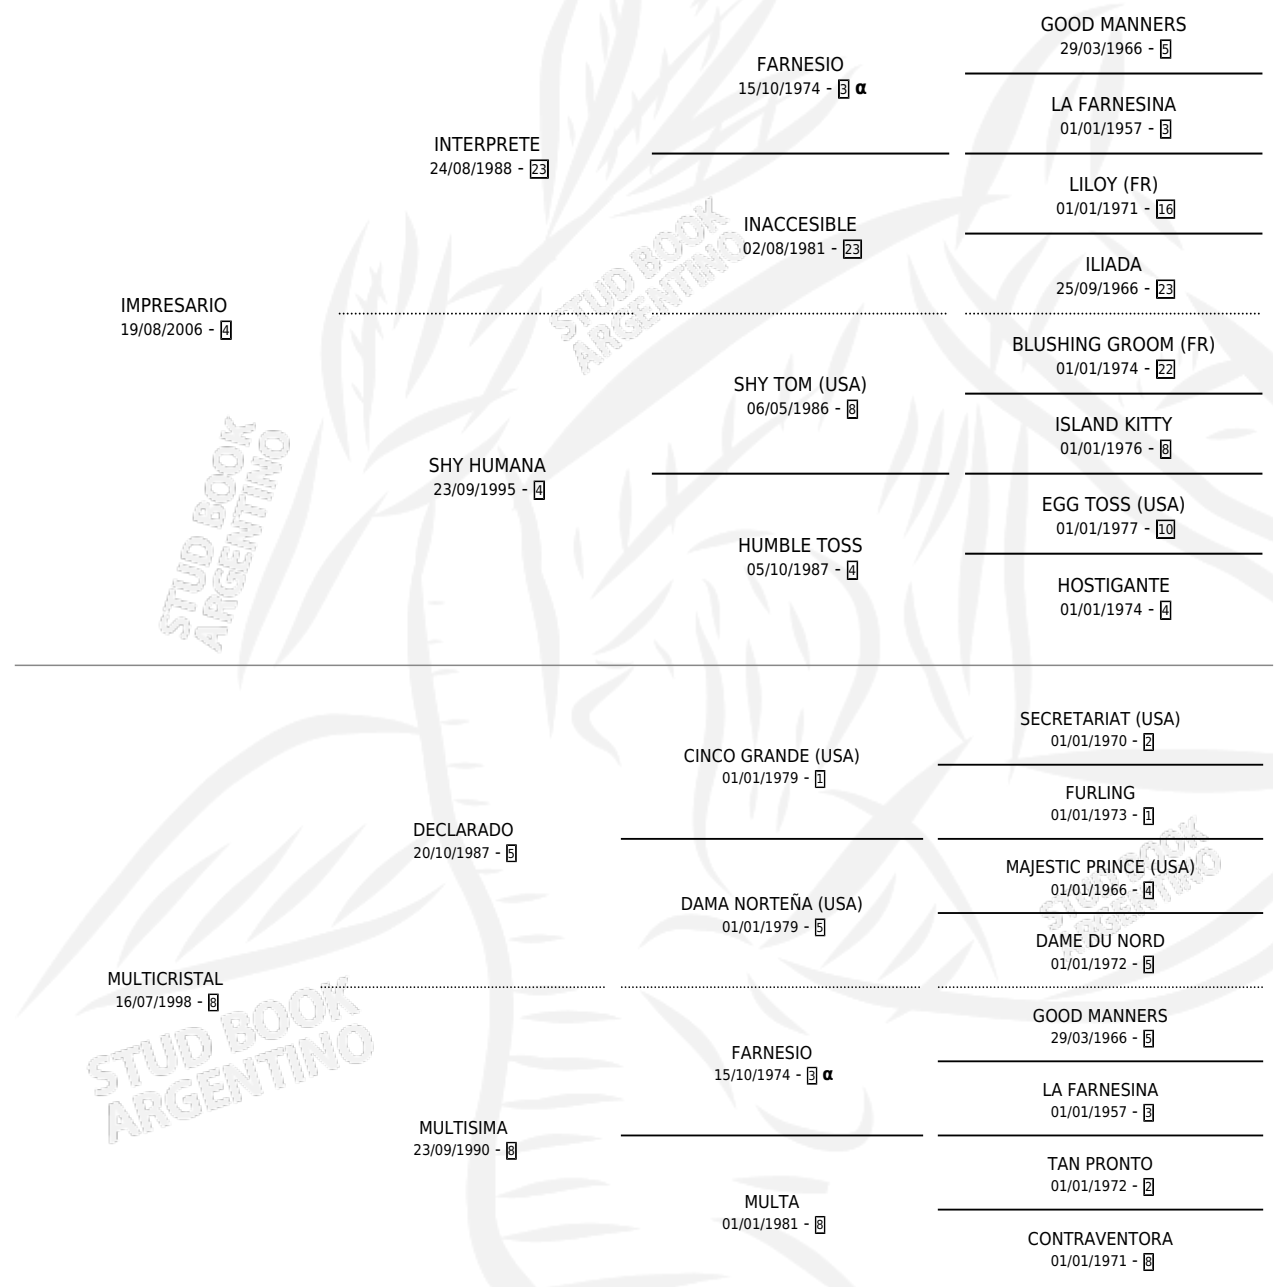 GOOD MANNERS
29/03/1966 - 5
FARNESIO
15/10/1974 - 3 α
LA FARNESINA
01/01/1957 - 3
INTERPRETE
24/08/1988 - 23
LILOY (FR)
01/01/1971 - 16
INACCESIBLE
02/08/1981 - 23
ILIADA
25/09/1966 - 23
IMPRESARIO
19/08/2006 - 4
BLUSHING GROOM (FR)
01/01/1974 - 22
SHY TOM (USA)
06/05/1986 - 8
ISLAND KITTY
01/01/1976 - 8
SHY HUMANA
23/09/1995 - 4
EGG TOSS (USA)
01/01/1977 - 10
HUMBLE TOSS
05/10/1987 - 4
HOSTIGANTE
01/01/1974 - 4
SECRETARIAT (USA)
01/01/1970 - 2
CINCO GRANDE (USA)
01/01/1979 - 1
FURLING
01/01/1973 - 1
DECLARADO
20/10/1987 - 5
MAJESTIC PRINCE (USA)
01/01/1966 - 4
DAMA NORTEÑA (USA)
01/01/1979 - 5
DAME DU NORD
01/01/1972 - 5
MULTICRISTAL
16/07/1998 - 8
GOOD MANNERS
29/03/1966 - 5
FARNESIO
15/10/1974 - 3 α
LA FARNESINA
01/01/1957 - 3
MULTISIMA
23/09/1990 - 8
TAN PRONTO
01/01/1972 - 2
MULTA
01/01/1981 - 8
CONTRAVENTORA
01/01/1971 - 8
STUD BOOK
ARGENTINO
STUD BOOK
ARGENTINO
STUD BOOK
ARGENTINO
STUD BOOK
ARGENTINO